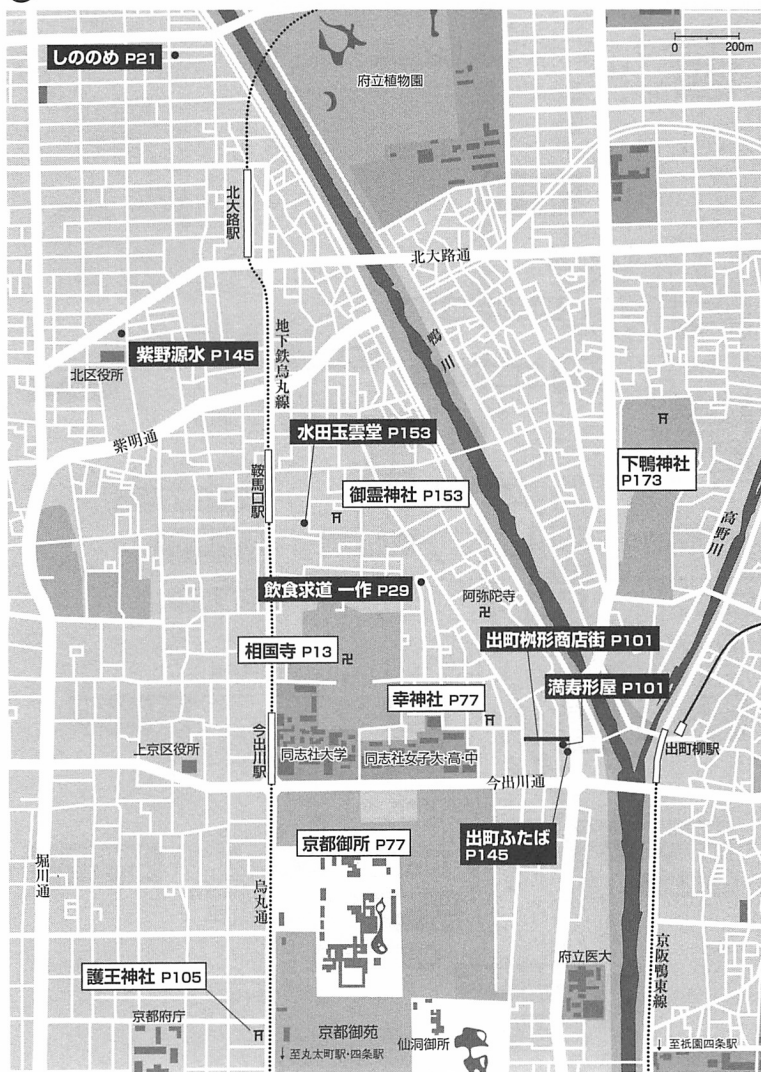 しののめ P21
府立植物園
0 200m
北大路駅
北大路通
鴨川
地下鉄烏丸線
紫野源水 P145
北区役所
紫明通
水田玉雲堂 P153
下鴨神社
P173
鞍馬口駅
御霊神社 P153
高野川
飲食求道 一作 P29
阿弥陀寺
出町桝形商店街 P101
相国寺 P13
満寿形屋 P101
幸神社 P77
今出川駅
上京区役所
同志社大学
同志社女子大・高・中
出町柳駅
今出川通
京都御所 P77
出町ふたば
P145
堀川通
烏丸通
府立医大
京阪鴨東線
護王神社 P105
京都府庁
京都御苑
仙洞御所
至丸太町駅・四条駅
至祇園四条駅